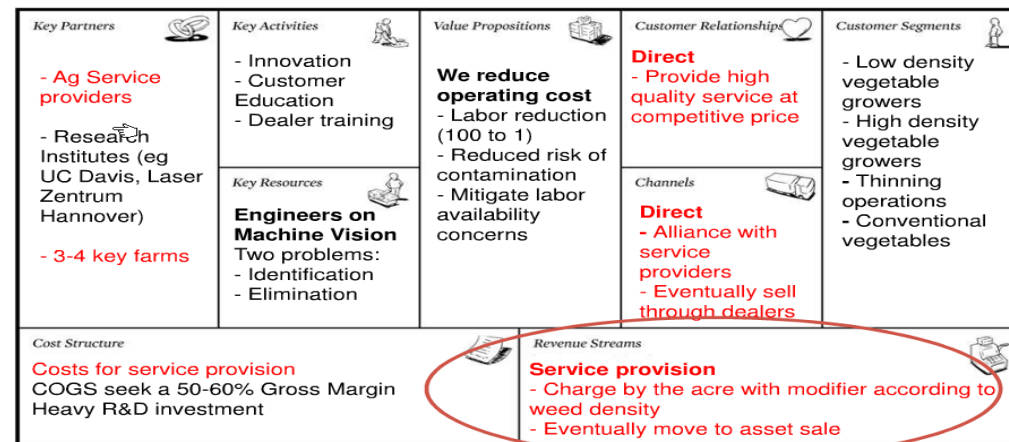 Key Partners
- Ag Service
providers
- Research
Institutes (eg
UC Davis, Laser
Zentrum
Hannover)
- 3-4 key farms
Key Activities
- Innovation
- Customer
Education
- Dealer training
Key Resources
Engineers on
Machine Vision
Two problems:
- Identification
- Elimination
Value Propositions
We reduce
operating cost
- Labor reduction
(100 to 1)
- Reduced risk of
contamination
- Mitigate labor
availability
concerns
Customer Relationships
Direct
- Provide high
quality service at
competitive price
Channels
Direct
- Alliance with
service
providers
- Eventually sell
through dealers
Customer Segments
- Low density
vegetable
growers
- High density
vegetable
growers
- Thinning
operations
- Conventional
vegetables
Cost Structure
Costs for service provision
COGS seek a 50-60% Gross Margin
Heavy R&D investment
Revenue Streams
Service provision
- Charge by the acre with modifier according to
weed density
- Eventually move to asset sale